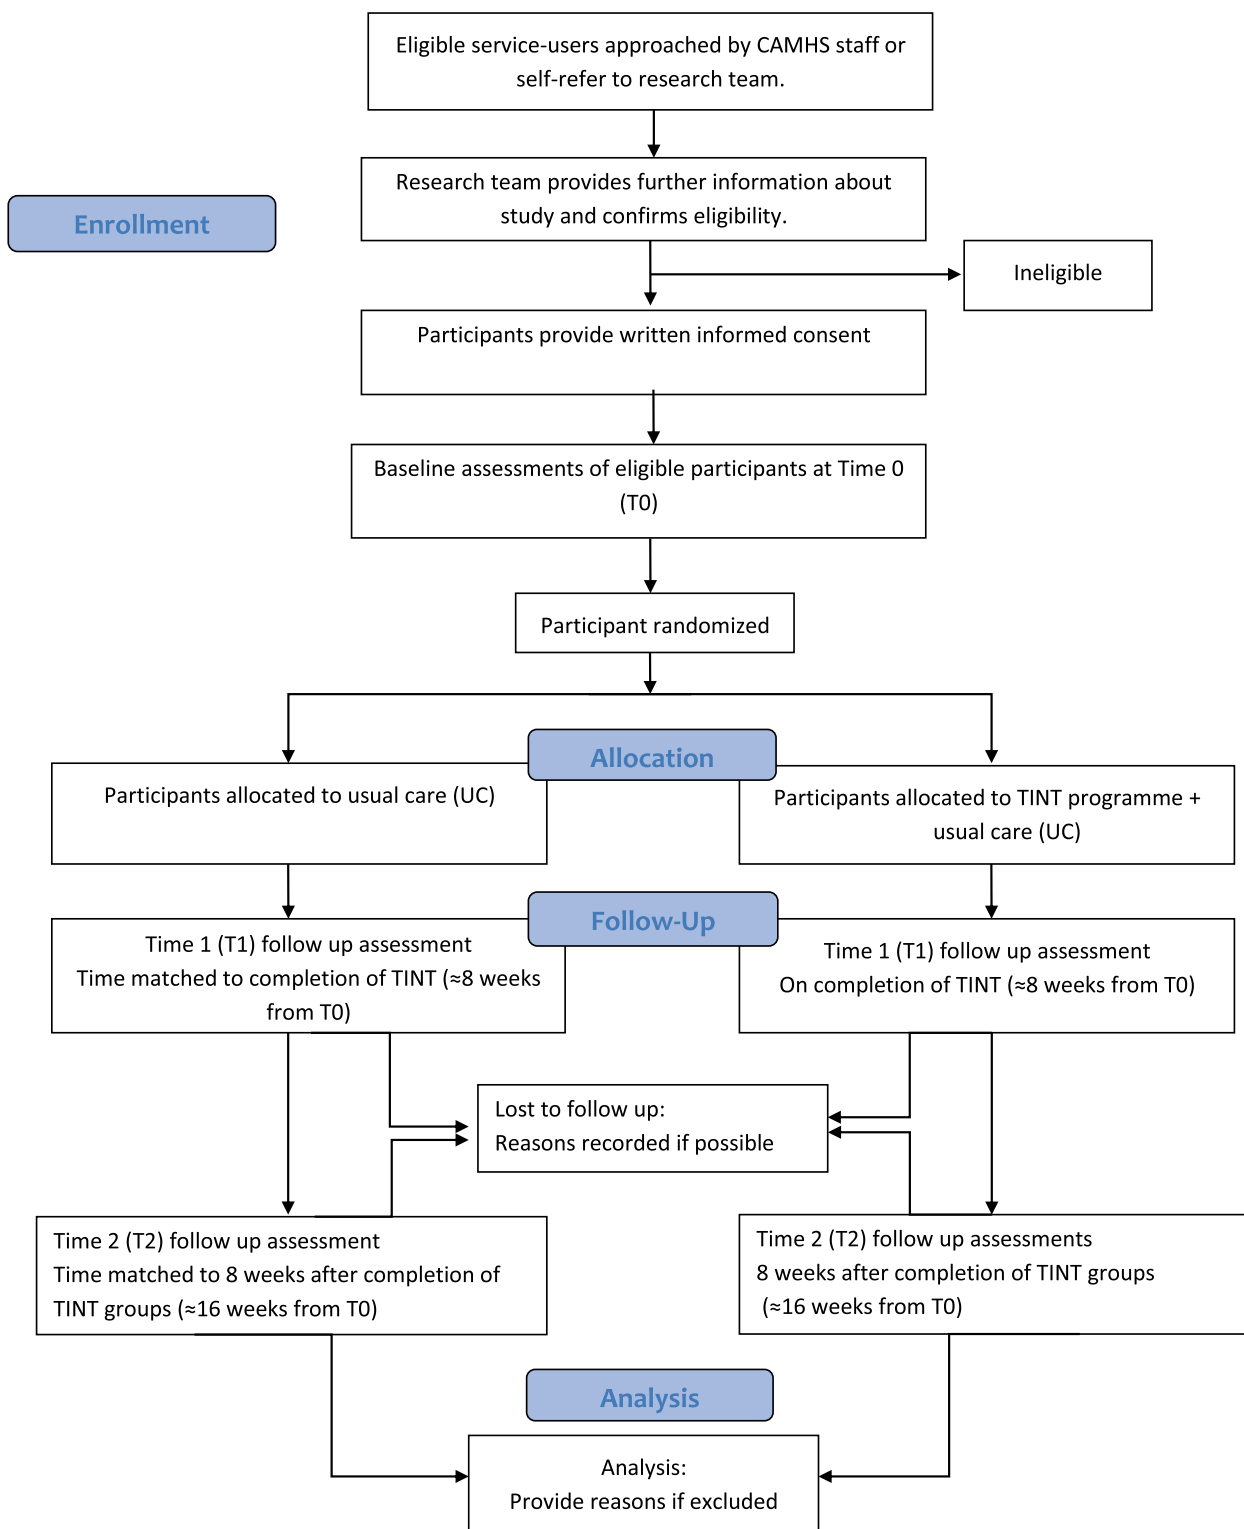 Eligible service-users approached by CAMHS staff or
self-refer to research team.
Research team provides further information about
study and confirms eligibility.
Enrollment
Ineligible
Participants provide written informed consent
Baseline assessments of eligible participants at Time 0
(T0)
Participant randomized
Allocation
Participants allocated to usual care (UC)
Participants allocated to TINT programme +
usual care (UC)
Follow-Up
Time 1 (T1) follow up assessment
Time matched to completion of TINT (≈8 weeks
from T0)
Time 1 (T1) follow up assessment
On completion of TINT (≈8 weeks from T0)
Lost to follow up:
Reasons recorded if possible
Time 2 (T2) follow up assessment
Time matched to 8 weeks after completion of
TINT groups (≈16 weeks from T0)
Time 2 (T2) follow up assessments
8 weeks after completion of TINT groups
(≈16 weeks from T0)
Analysis
Analysis:
Provide reasons if excluded